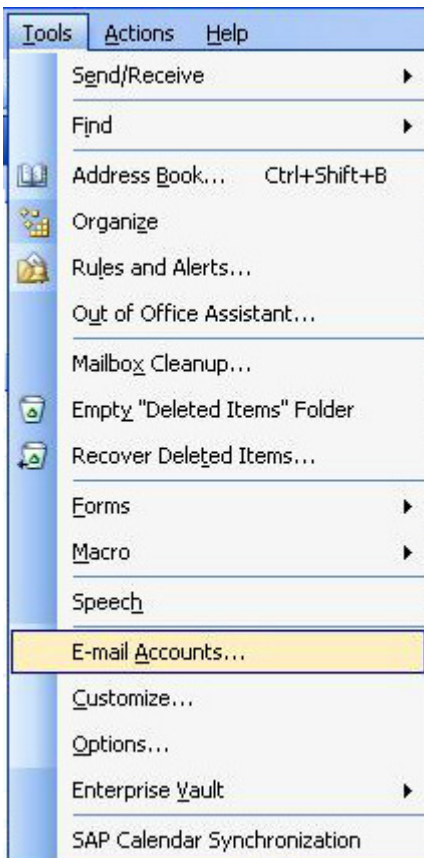 Tools Actions Help
Send/Receive
Find
Address Book... Ctrl+Shift+B
Organize
Rules and Alerts...
Out of Office Assistant...
Mailbox Cleanup...
Empty "Deleted Items" Folder
Recover Deleted Items...
Forms
Macro
Speech
E-mail Accounts...
Customize...
Options...
Enterprise Vault
SAP Calendar Synchronization